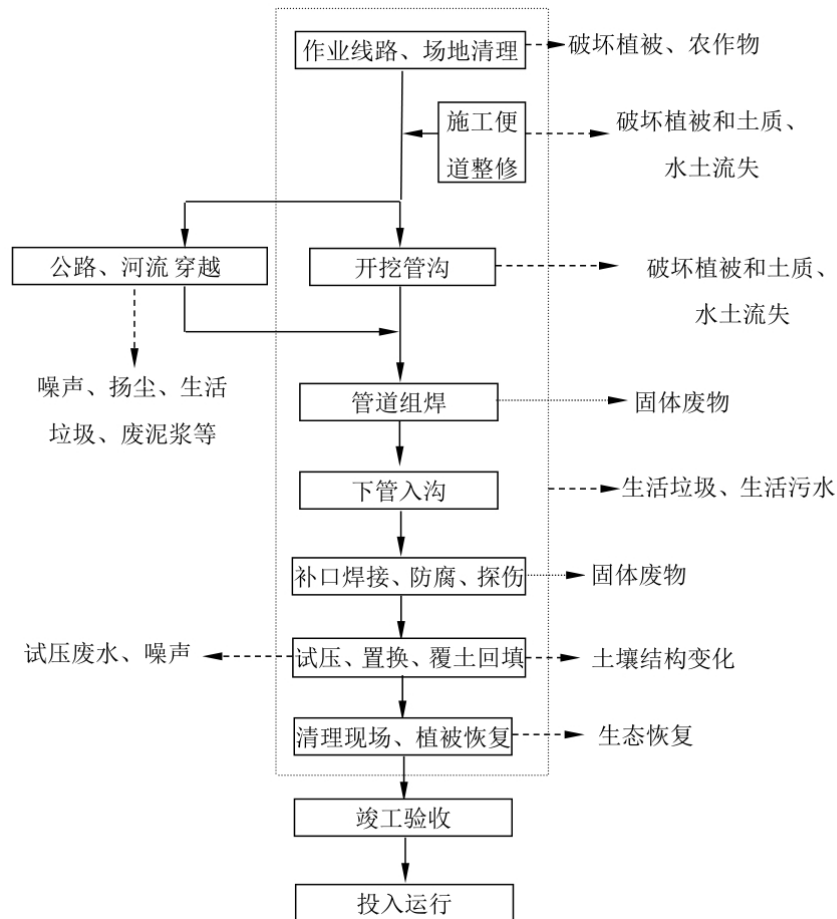 作业线路、场地清理
破坏植被、农作物
施工便
道整修
破坏植被和土质、
水土流失
公路、河流 穿越
开挖管沟
破坏植被和土质、
水土流失
噪声、扬尘、生活
垃圾、废泥浆等
管道组焊
固体废物
下管入沟
生活垃圾、生活污水
补口焊接、防腐、探伤
固体废物
试压废水、噪声
试压、置换、覆土回填
土壤结构变化
清理现场、植被恢复
生态恢复
竣工验收
投入运行